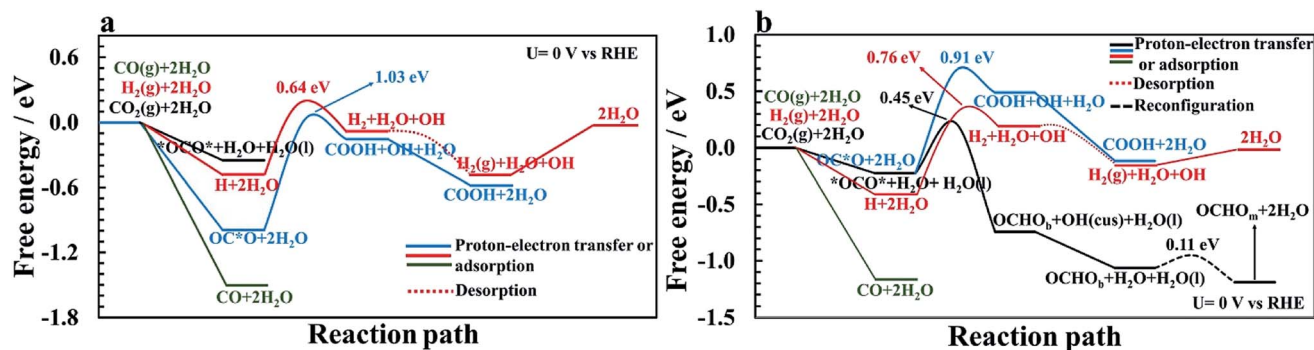 a
U= 0 V vs RHE
Free energy / eV
0.6
0.0
-0.6
-1.2
-1.8
CO(g)+2H₂O
H₂(g)+2H₂O
CO₂(g)+2H₂O
0.64 eV
1.03 eV
2H₂O
H₂+H₂O+OH
COOH+OH+H₂O
*OCO*+H₂O+H₂O(l)
H+2H₂O
H₂(g)+H₂O+OH
COOH+2H₂O
OC*O+2H₂O
CO+2H₂O
Proton-electron transfer or
adsorption
Desorption
Reaction path
b
Free energy / eV
1.0
0.5
0.0
-0.5
-1.0
-1.5
0.76 eV
0.91 eV
Proton-electron transfer
or adsorption
Desorption
Reconfiguration
CO(g)+2H₂O
H₂(g)+2H₂O
CO₂(g)+2H₂O
0.45 eV
COOH+OH+H₂O
H₂+H₂O+OH
COOH+2H₂O
2H₂O
OC*O+2H₂O
*OCO*+H₂O+ H₂O(l)
H+2H₂O
H₂(g)+H₂O+OH
OCHO_b+OH(cus)+H₂O(l)
OCHO_m+2H₂O
0.11 eV
CO+2H₂O
OCHO_b+H₂O+H₂O(l)
U= 0 V vs RHE
Reaction path